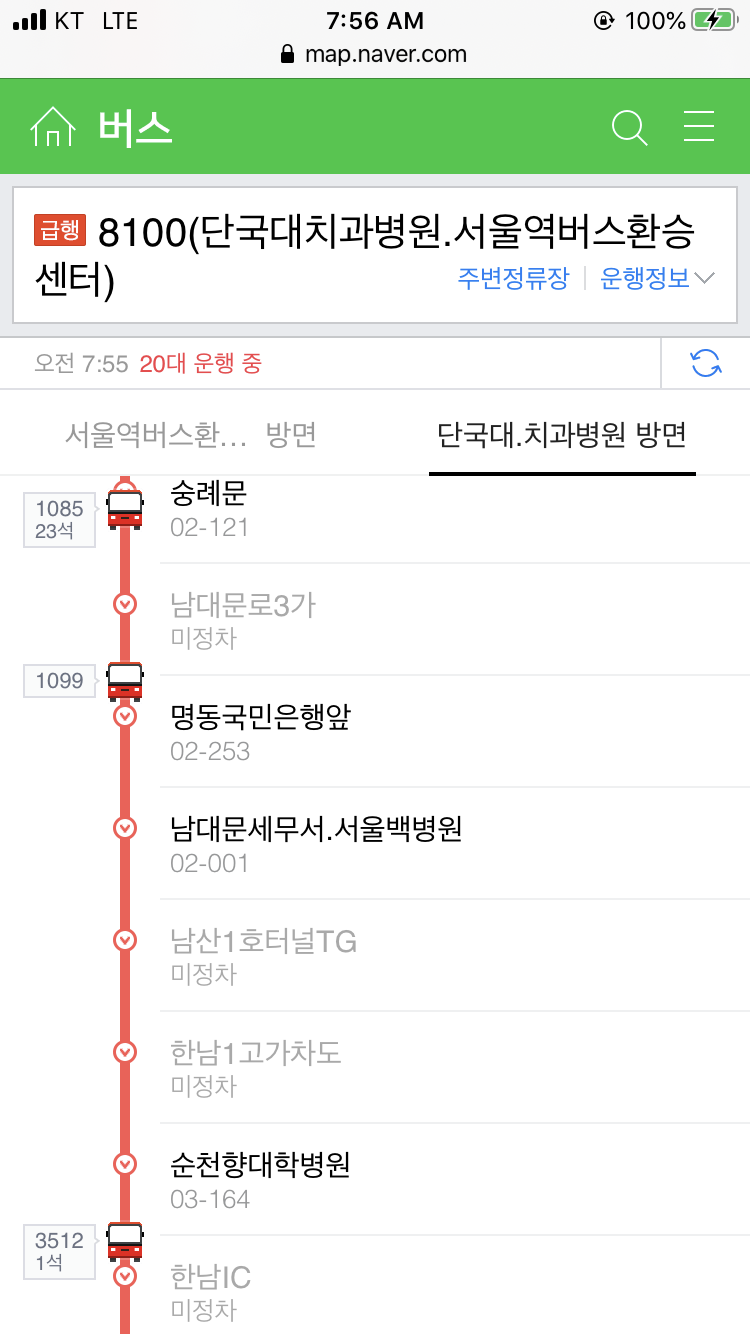 KT LTE 7:56 AM 100%
map.naver.com
버스
급행 8100(단국대치과병원.서울역버스환승
센터) 주변정류장 운행정보
오전 7:55 20대 운행 중
서울역버스환... 방면 단국대.치과병원 방면
1085
23석
숭례문
02-121
남대문로3가
미정차
1099
명동국민은행앞
02-253
남대문세무서.서울백병원
02-001
남산1호터널TG
미정차
한남1고가차도
미정차
순천향대학병원
03-164
3512
1석
한남IC
미정차